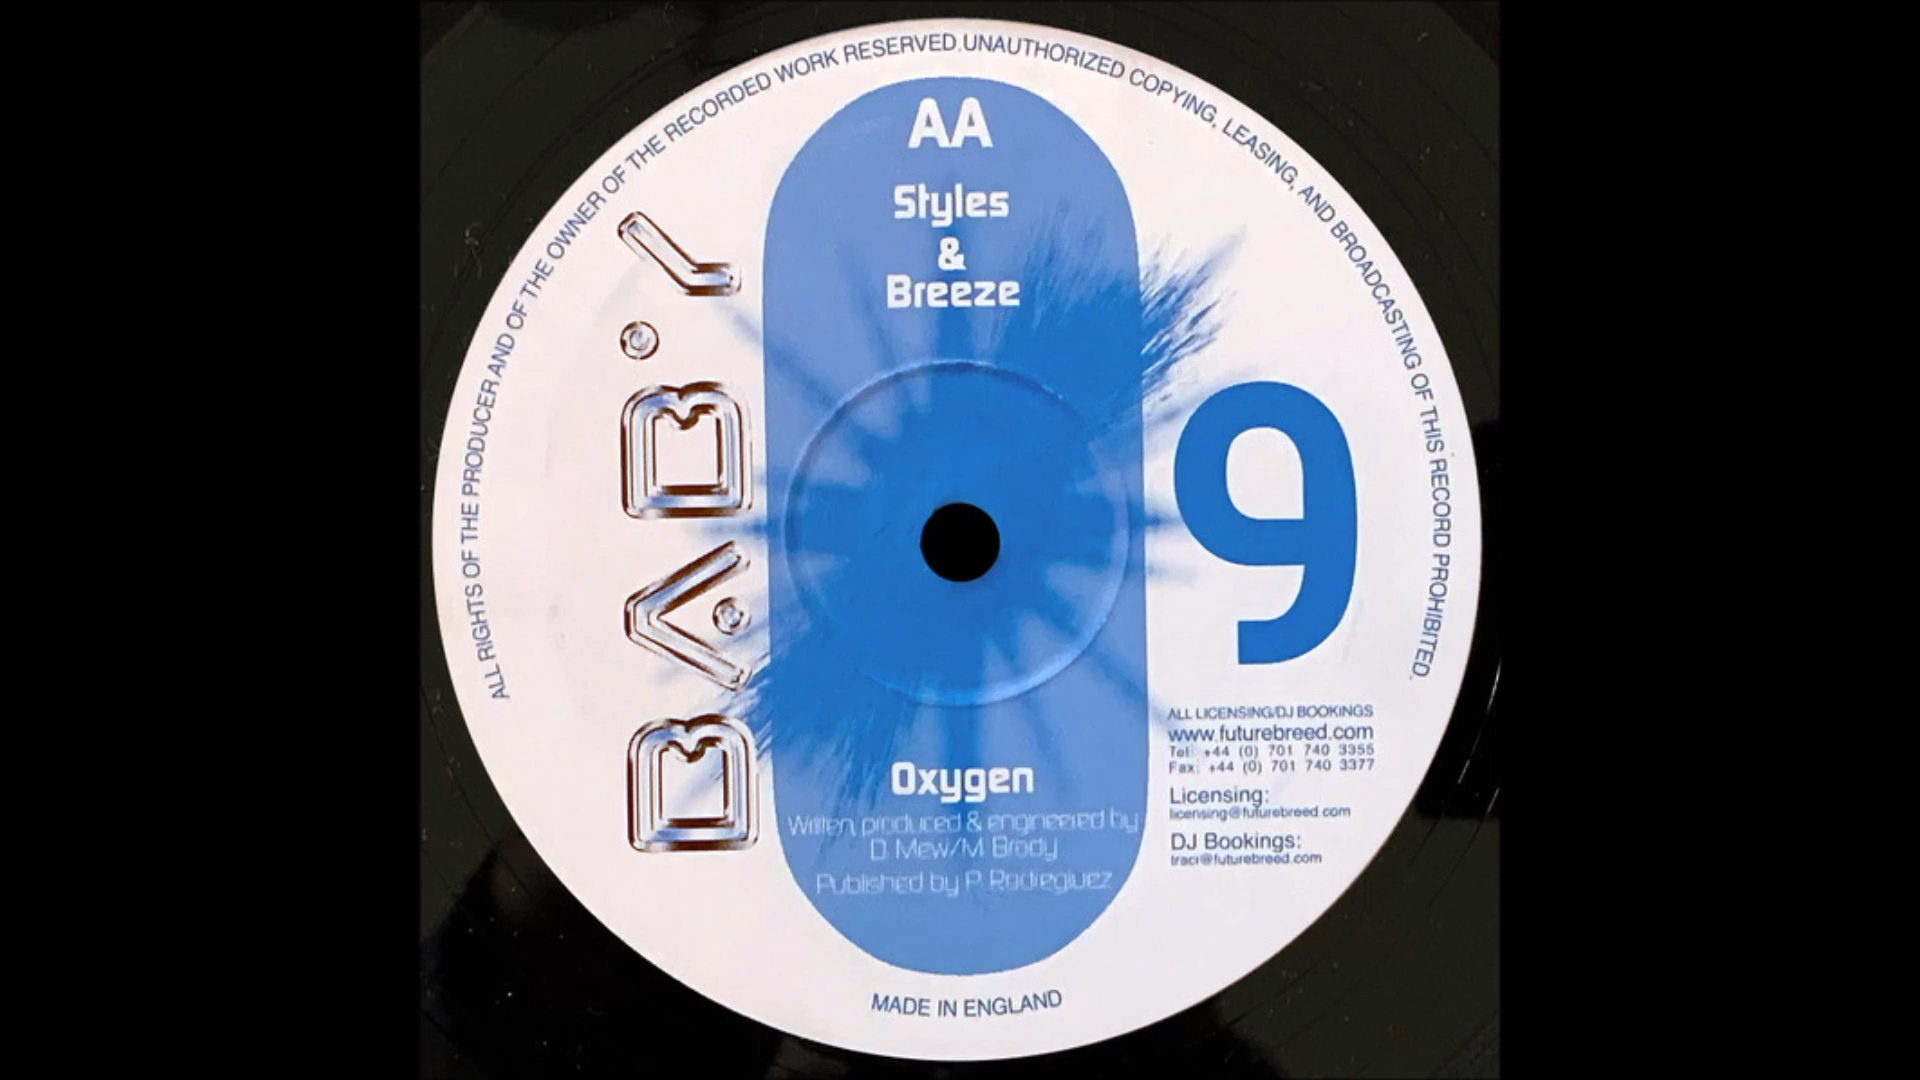 ALL RIGHTS OF THE PRODUCER AND OF THE OWNER OF THE RECORDED WORK RESERVED. UNAUTHORIZED COPYING, LEASING, AND BROADCASTING OF THIS RECORD PROHIBITED.
AA
Styles
&
Breeze
BABY
9
Oxygen
Written, produced & engineered by
D. Mew/M. Brady
Published by P. Rodriegiuez
ALL LICENSING/DJ BOOKINGS
www.futurebreed.com
Tel: +44 (0) 701 740 3355
Fax: +44 (0) 701 740 3377
Licensing:
licensing@futurebreed.com
DJ Bookings:
traci@futurebreed.com
MADE IN ENGLAND